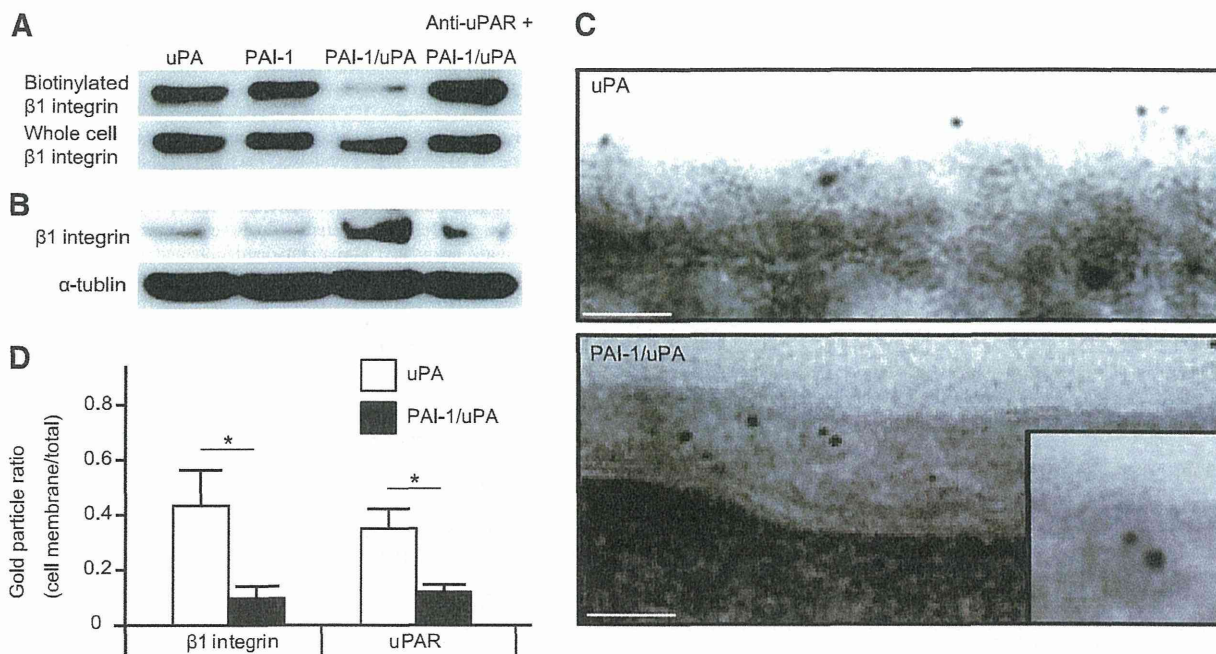 A
Anti-uPAR +
uPA PAI-1 PAI-1/uPA PAI-1/uPA
Biotinylated
β1 integrin
Whole cell
β1 integrin
B
β1 integrin
α-tublin
C
uPA
PAI-1/uPA
D
uPA
PAI-1/uPA
Gold particle ratio
(cell membrane/total)
0.8
0.6
0.4
0.2
0
* *
β1 integrin uPAR